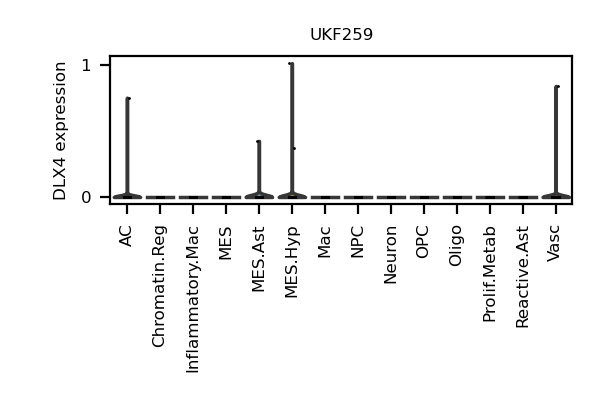 UKF259
DLX4 expression
1
0
AC
Chromatin.Reg
Inflammatory.Mac
MES
MES.Ast
MES.Hyp
Mac
NPC
Neuron
OPC
Oligo
Prolif.Metab
Reactive.Ast
Vasc